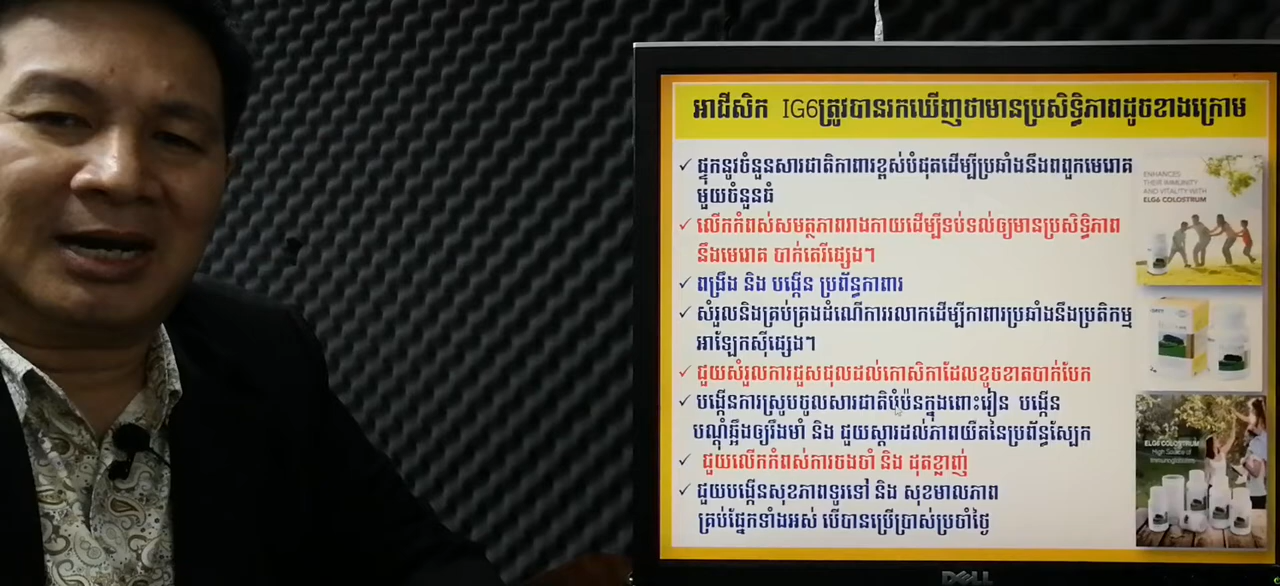 អាជីសិក IG6ត្រូវបានរកឃើញថាមានប្រសិទ្ធិភាពដូចខាងក្រោម
✓ ផ្ទុកនូវចំនួនសារជាតិកាពារខ្ពស់បំផុតដើម្បីប្រឆាំងនឹងពពួកមេរោគ
មួយចំនួនធំ
✓ លើកកំពស់សមត្ថភាពរាងកាយដើម្បីទប់ទល់ឲ្យមានប្រសិទ្ធិភាព
នឹងមេរោគ បាក់តេរីផ្សេងៗ
✓ ពង្រឹង និង បង្កើន ប្រព័ន្ធកាពារ
✓ សំរួលនិងគ្រប់គ្រងដំណើការរលាកដើម្បីកាពារប្រឆាំងនឹងប្រតិកម្ម
អាឡែកស៊ីផ្សេងៗ
✓ ជួយសំរួលការជួសជុលដល់កោសិកាដែលខូចខាតបាក់បែក
✓ បង្កើនការស្រូបចូលសារជាតិបុំប៉នក្នុងពោះវៀន បង្កើន
បណ្តុំឆ្អឹងឲ្យរឹងមាំ និង ជួយស្តារដល់ភាពយឺតនៃប្រព័ន្ធស្បែក
✓ ជួយលើកកំពស់ការចងចាំ និង ដុតខ្លាញ់
✓ ជួយបង្កើនសុខភាពទូរទៅ និង សុខមាលភាព
គ្រប់ផ្នែកទាំងអស់ បើបានប្រើប្រាស់ប្រចាំថ្ងៃ
ENHANCES
THEIR IMMUNITY
AND VITALITY WITH
ELG6 COLOSTRUM
ELG6 COLOSTRUM
High Source of
Immunoglobulins
DELL